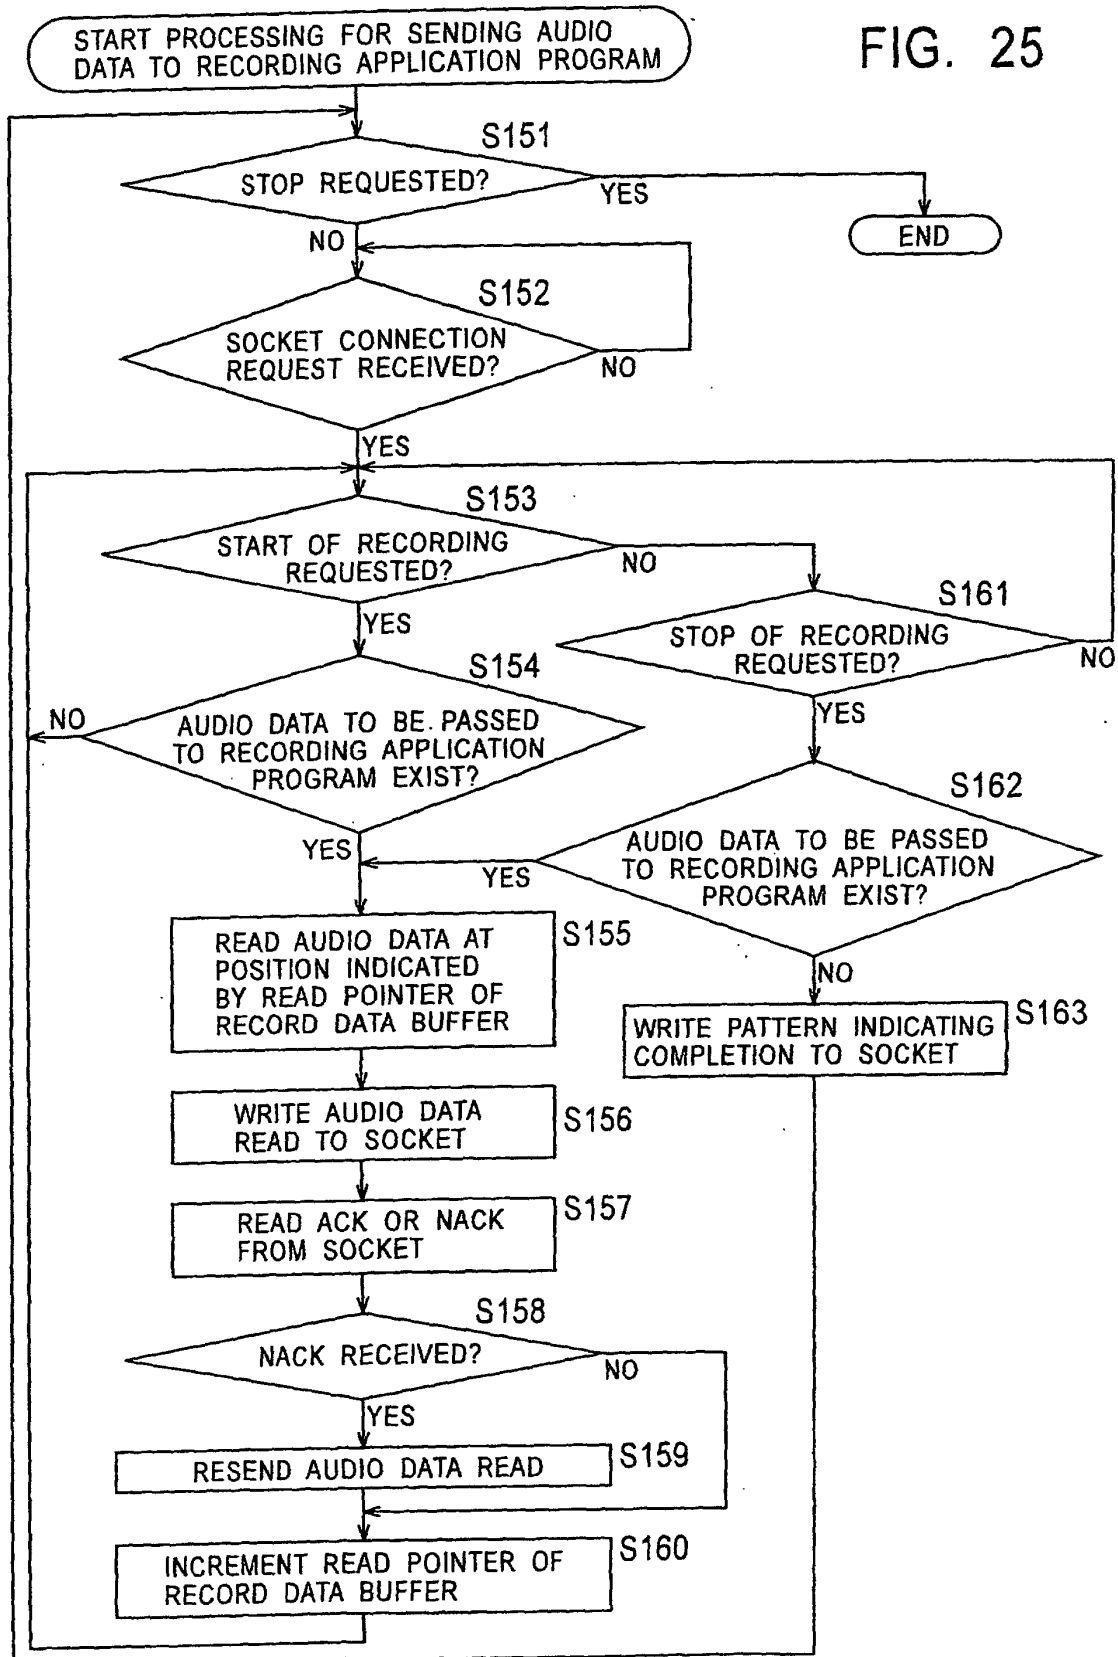 START PROCESSING FOR SENDING AUDIO
DATA TO RECORDING APPLICATION PROGRAM
FIG. 25
S151
STOP REQUESTED?
YES
NO
END
S152
SOCKET CONNECTION
REQUEST RECEIVED?
NO
YES
S153
START OF RECORDING
REQUESTED?
NO
YES
S161
STOP OF RECORDING
REQUESTED?
NO
YES
S154
NO
AUDIO DATA TO BE PASSED
TO RECORDING APPLICATION
PROGRAM EXIST?
YES
S162
AUDIO DATA TO BE PASSED
TO RECORDING APPLICATION
PROGRAM EXIST?
YES
NO
S155
READ AUDIO DATA AT
POSITION INDICATED
BY READ POINTER OF
RECORD DATA BUFFER
S163
WRITE PATTERN INDICATING
COMPLETION TO SOCKET
WRITE AUDIO DATA
READ TO SOCKET
S156
READ ACK OR NACK
FROM SOCKET
S157
S158
NACK RECEIVED?
NO
YES
RESEND AUDIO DATA READ
S159
INCREMENT READ POINTER OF
RECORD DATA BUFFER
S160